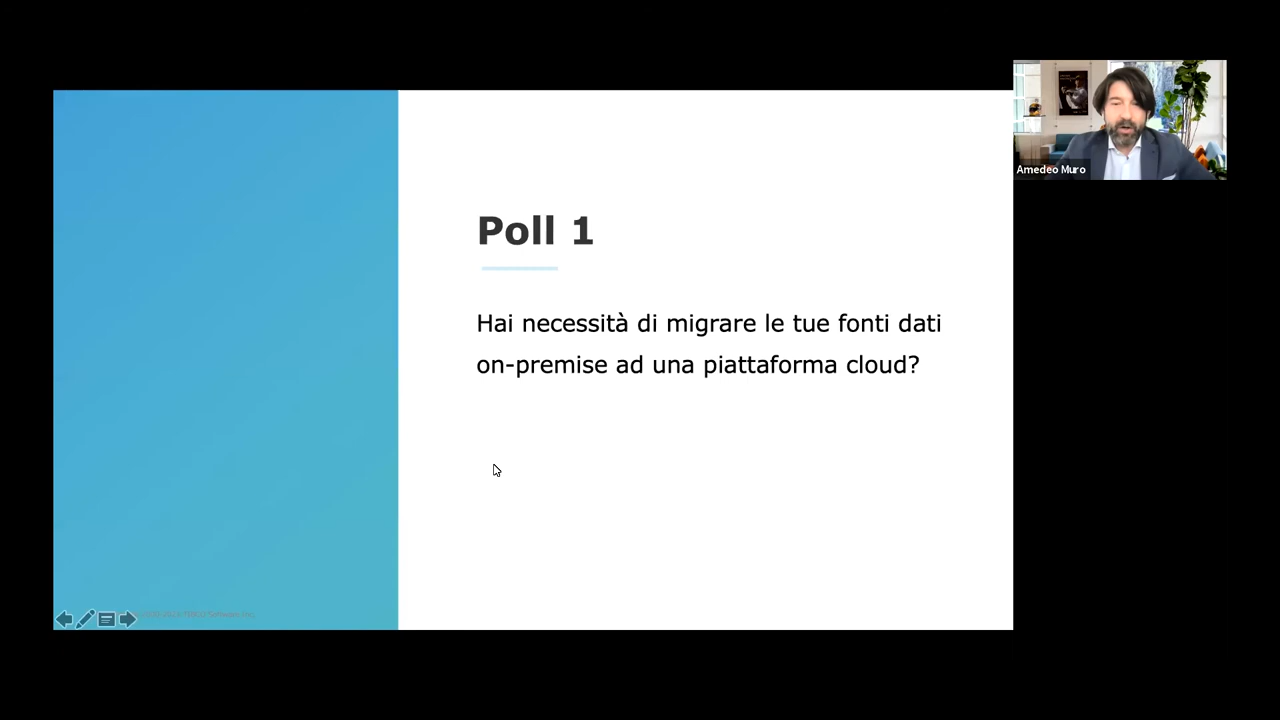 Poll 1
Hai necessità di migrare le tue fonti dati
on-premise ad una piattaforma cloud?
Amedeo Muro